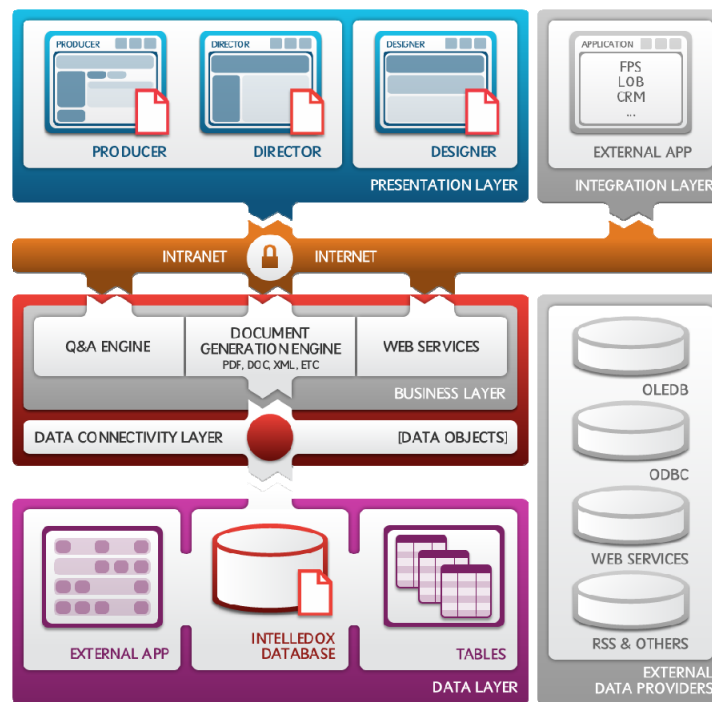 PRODUCER
DIRECTOR
DESIGNER
APPLICATION
FPS
LOB
CRM
...
PRODUCER
DIRECTOR
DESIGNER
EXTERNAL APP
PRESENTATION LAYER
INTEGRATION LAYER
INTRANET
INTERNET
Q&A ENGINE
DOCUMENT
GENERATION ENGINE
PDF, DOC, XML, ETC
WEB SERVICES
BUSINESS LAYER
DATA CONNECTIVITY LAYER
[DATA OBJECTS]
OLEDB
ODBC
WEB SERVICES
RSS & OTHERS
EXTERNAL
DATA PROVIDERS
EXTERNAL APP
INTELLEDOX
DATABASE
TABLES
DATA LAYER